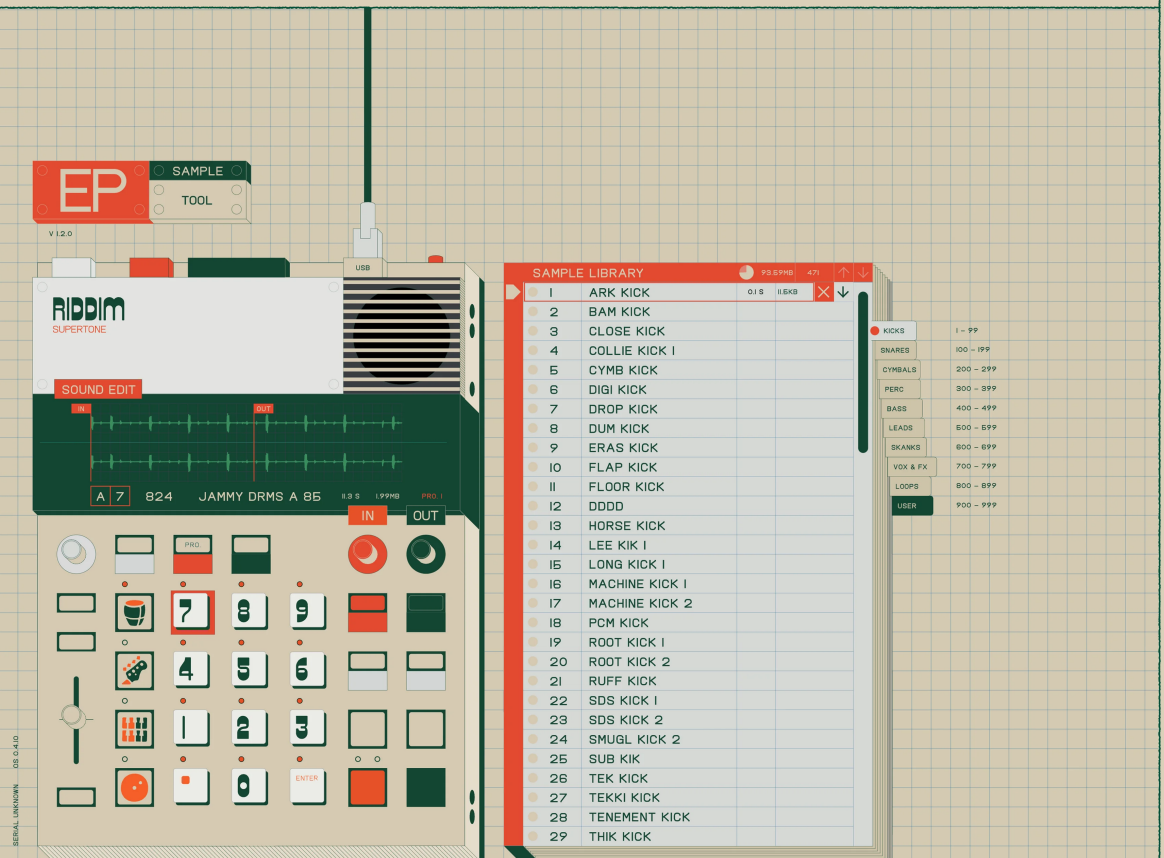 EP
SAMPLE
TOOL
V 1.2.0
USB
RIDDIM
SUPERTONE
SOUND EDIT
IN
OUT
A 7 824 JAMMY DRMS A 85 11.3 S 1.99MB PRO. 1
IN
OUT
PRO.
7 8 9
4 5 6
1 2 3
0 ENTER
SERIAL UNKNOWN OS 0.4.10
SAMPLE LIBRARY 93.59MB 471
1 ARK KICK 0.1 S 11.5KB
2 BAM KICK
3 CLOSE KICK
4 COLLIE KICK 1
5 CYMB KICK
6 DIGI KICK
7 DROP KICK
8 DUM KICK
9 ERAS KICK
10 FLAP KICK
11 FLOOR KICK
12 DDDD
13 HORSE KICK
14 LEE KIK 1
15 LONG KICK 1
16 MACHINE KICK 1
17 MACHINE KICK 2
18 PCM KICK
19 ROOT KICK 1
20 ROOT KICK 2
21 RUFF KICK
22 SDS KICK 1
23 SDS KICK 2
24 SMUGL KICK 2
25 SUB KIK
26 TEK KICK
27 TEKKI KICK
28 TENEMENT KICK
29 THIK KICK
KICKS 1 - 99
SNARES 100 - 199
CYMBALS 200 - 299
PERC 300 - 399
BASS 400 - 499
LEADS 500 - 599
SKANKS 600 - 699
VOX & FX 700 - 799
LOOPS 800 - 899
USER 900 - 999